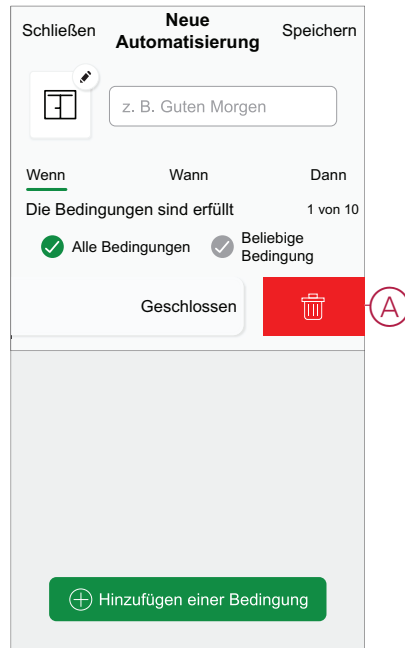 Schließen
Neue
Automatisierung
Speichern
z. B. Guten Morgen
Wenn
Wann
Dann
Die Bedingungen sind erfüllt
1 von 10
Alle Bedingungen
Beliebige
Bedingung
Geschlossen
A
Hinzufügen einer Bedingung